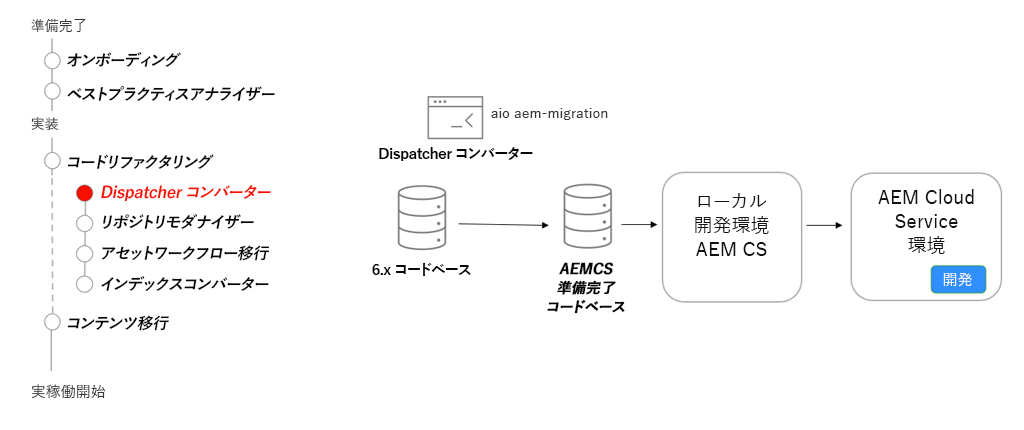 準備完了
オンボーディング
ベストプラクティスアナライザー
実装
コードリファクタリング
Dispatcher コンバーター
リポジトリモダナイザー
アセットワークフロー移行
インデックスコンバーター
コンテンツ移行
実稼働開始
aio aem-migration
Dispatcher コンバーター
6.x コードベース
AEMCS
準備完了
コードベース
ローカル
開発環境
AEM CS
AEM Cloud
Service
環境
開発